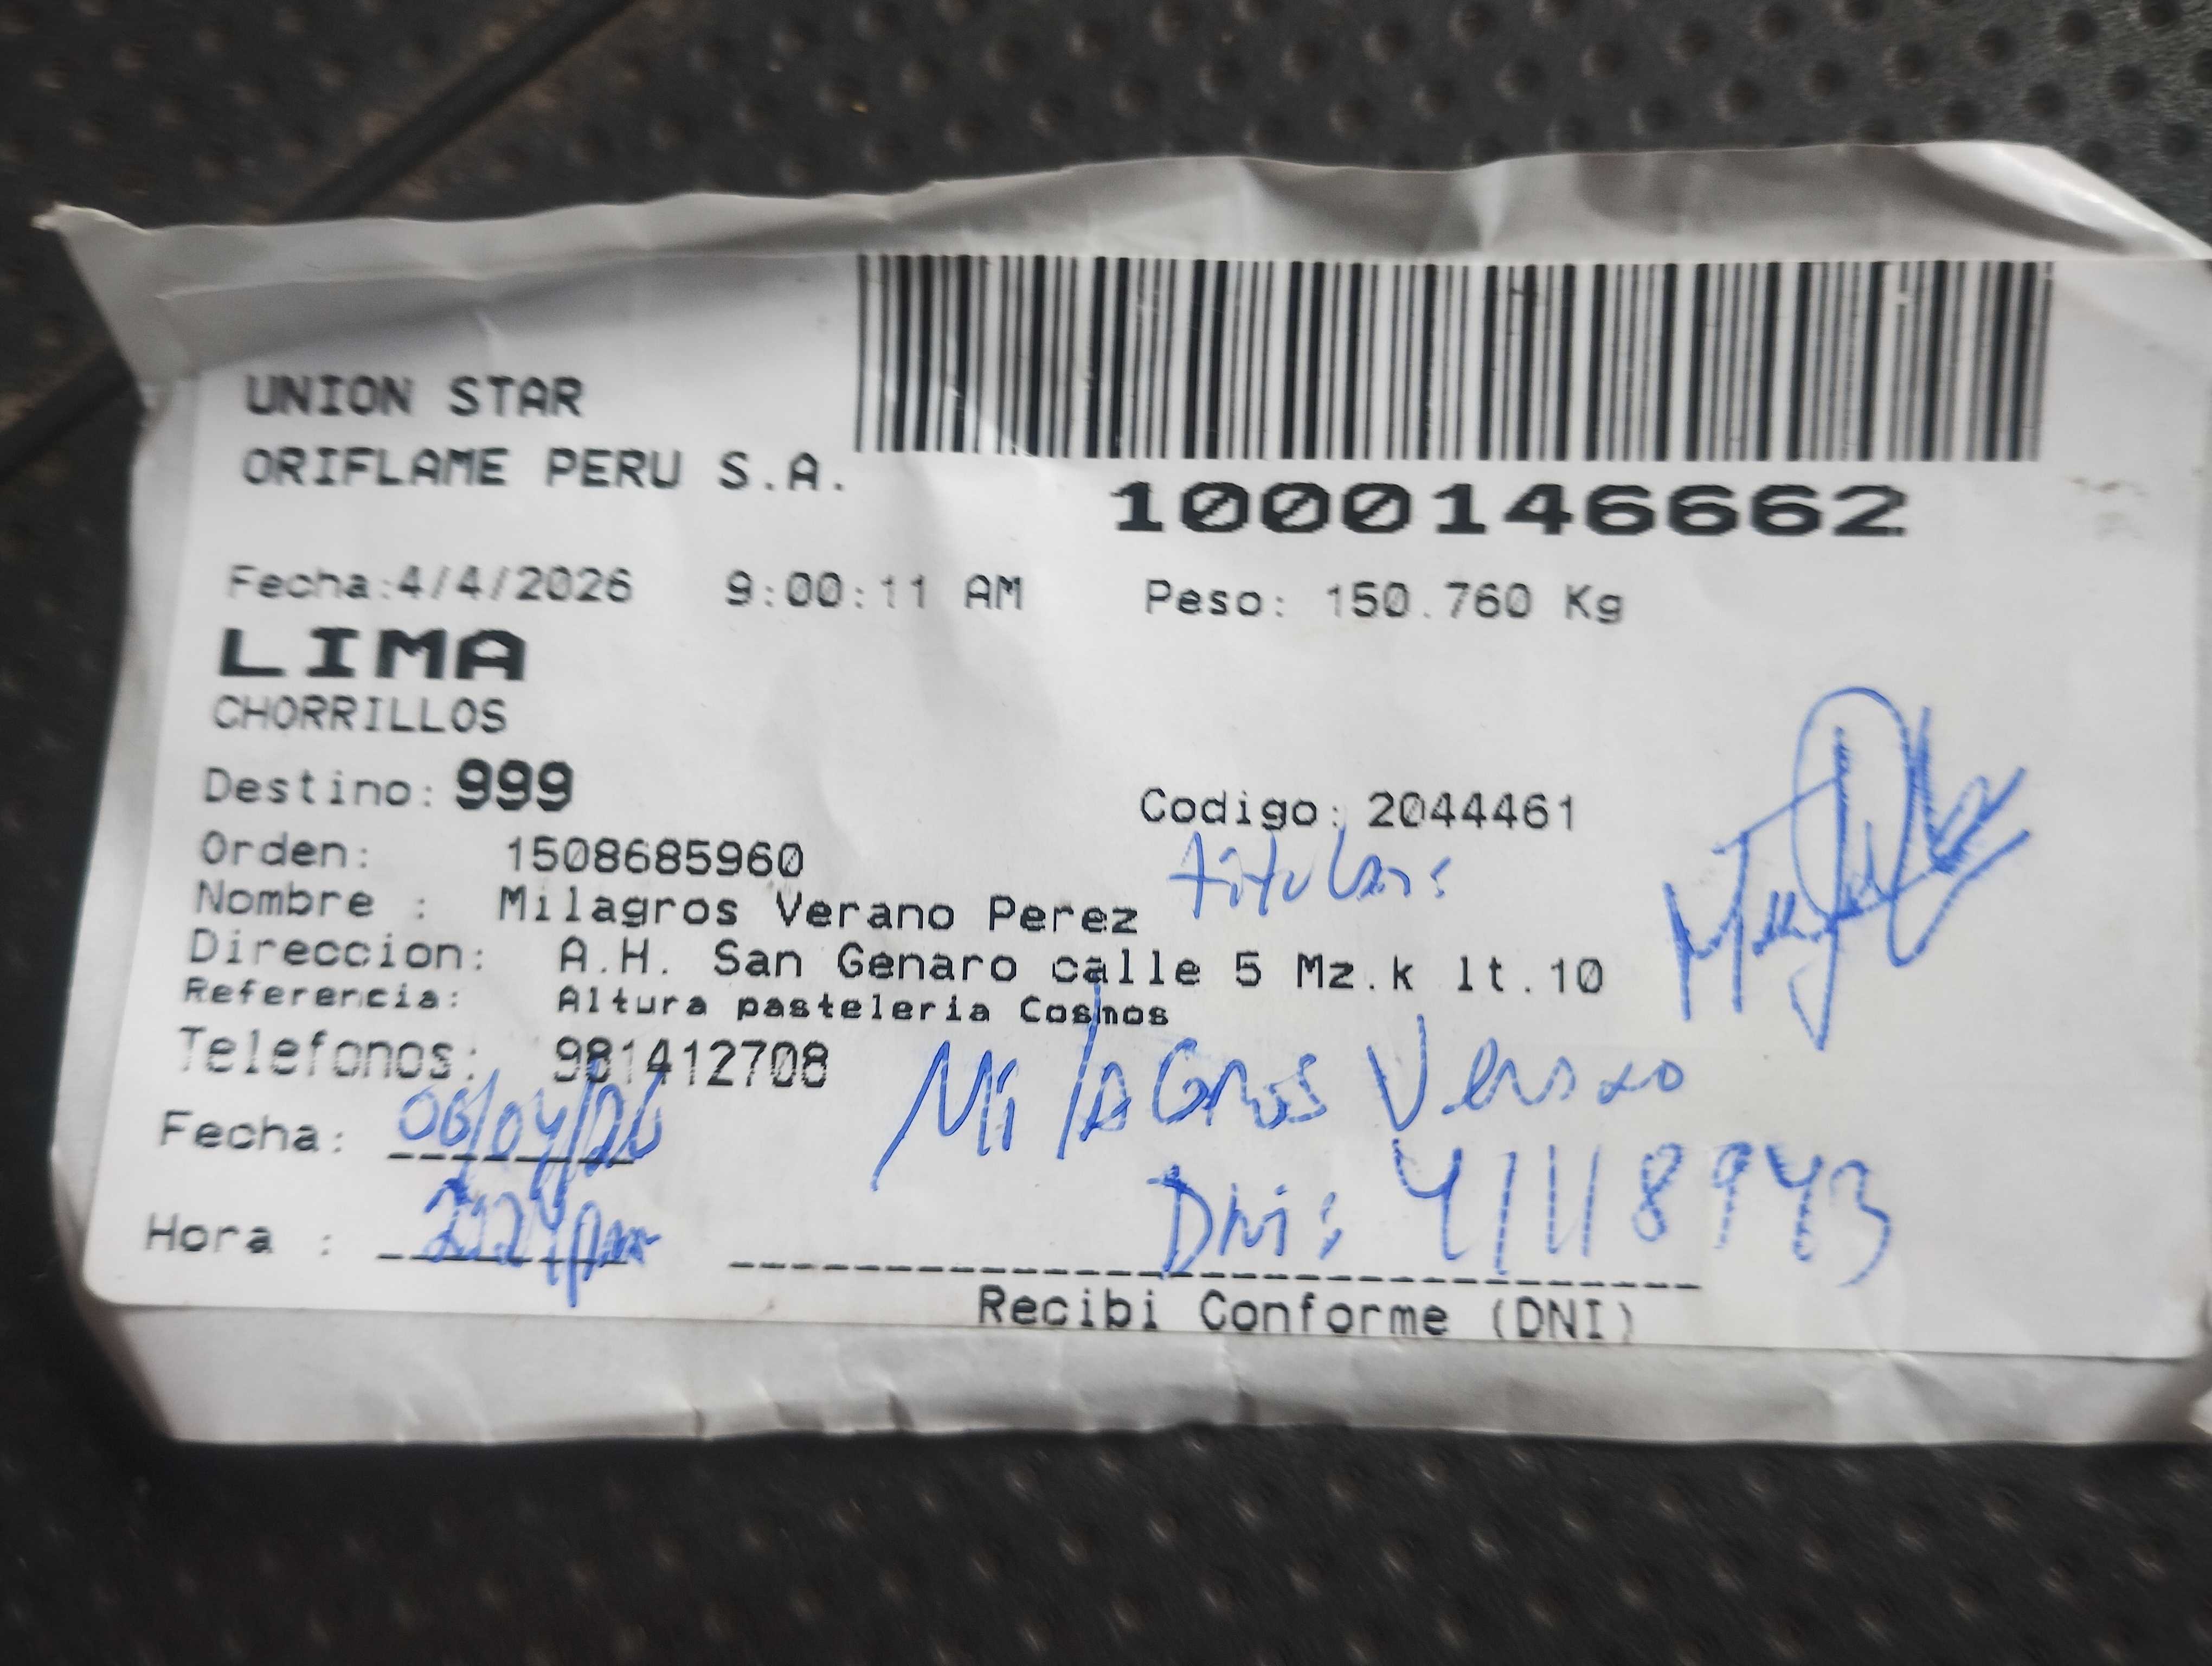 UNION STAR
ORIFLAME PERU S.A.
1000146662
Fecha:4/4/2026 9:00:11 AM Peso: 150.760 Kg
LIMA
CHORRILLOS
Destino: 999 Codigo: 2044461
Orden: 1508685960
titular:
Nombre : Milagros Verano Perez
Direccion: A.H. San Genaro calle 5 Mz.k lt.10
Referencia: Altura pasteleria Cosmos
Telefonos: 981412708
Milagros Verano
Fecha: 06/04/26
Dni: 41118943
Hora : 2:24pm
Recibi Conforme (DNI)